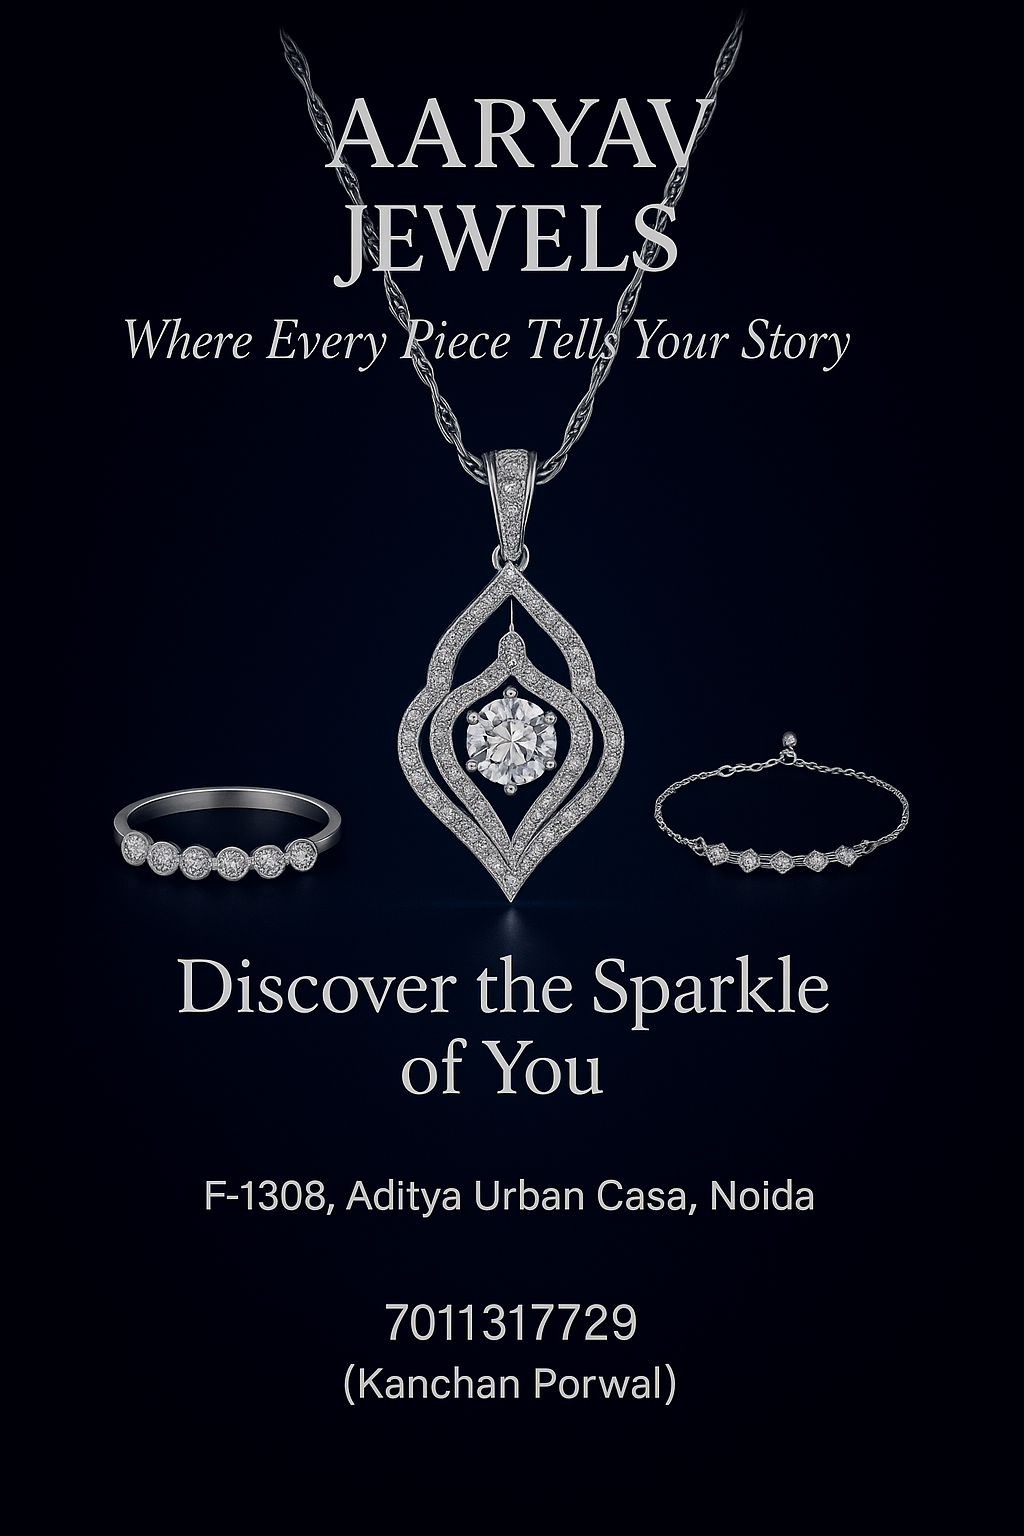 AARYAV
JEWELS
Where Every Piece Tells Your Story
Discover the Sparkle
of You
F-1308, Aditya Urban Casa, Noida
7011317729
(Kanchan Porwal)